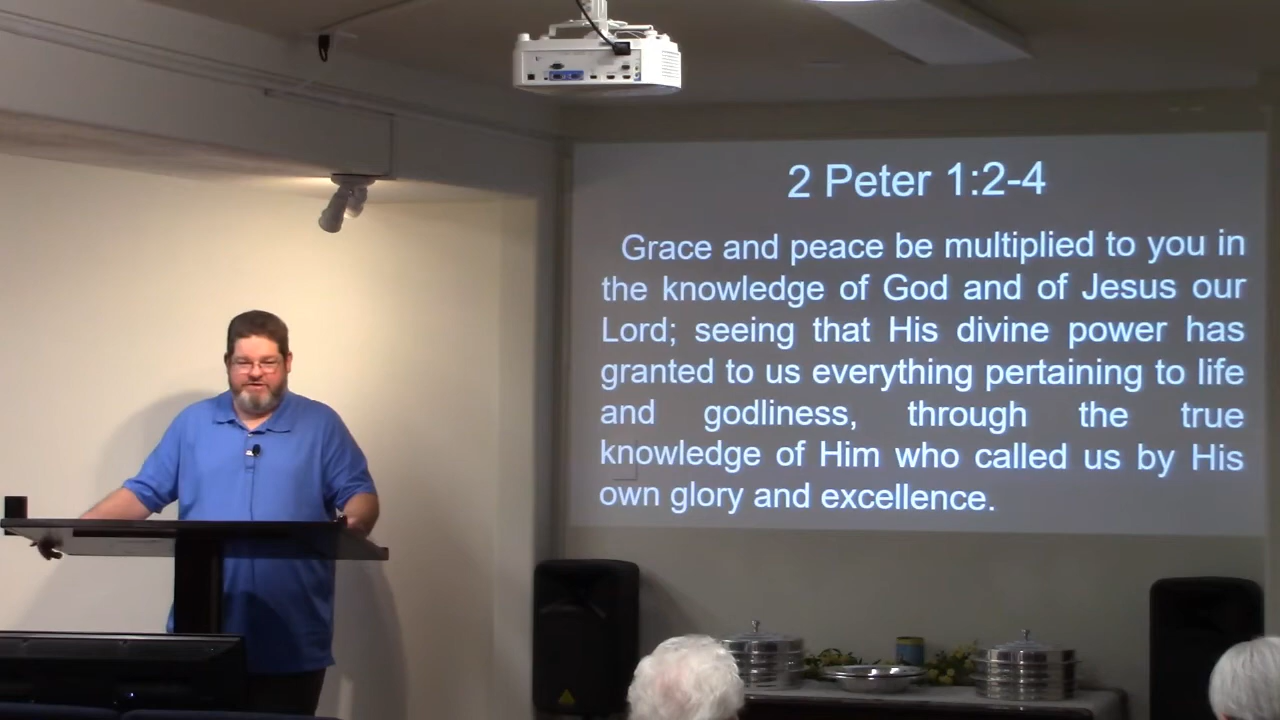 2 Peter 1:2-4
Grace and peace be multiplied to you in
the knowledge of God and of Jesus our
Lord; seeing that His divine power has
granted to us everything pertaining to life
and godliness, through the true
knowledge of Him who called us by His
own glory and excellence.